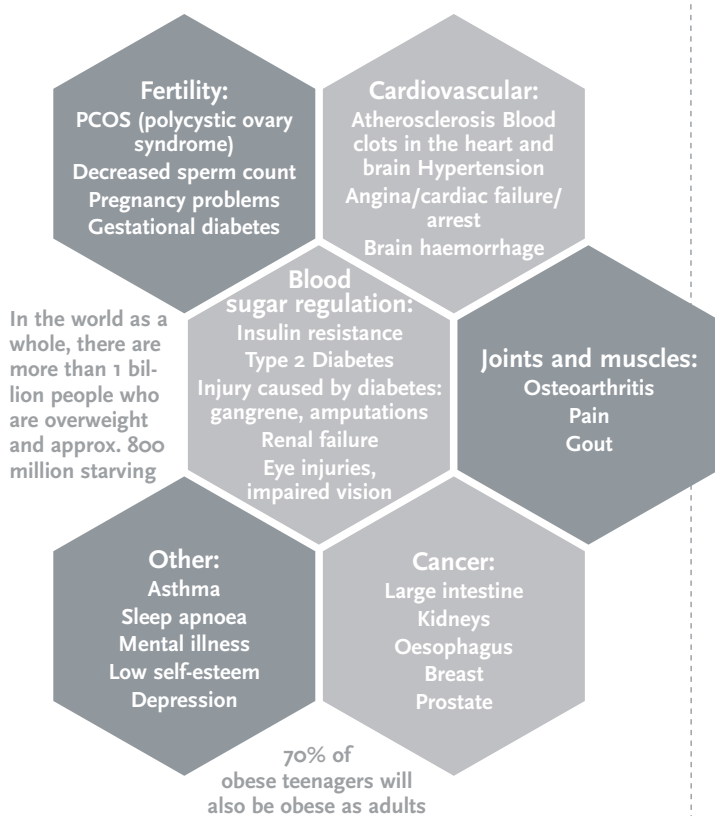 Fertility:
PCOS (polycystic ovary
syndrome)
Decreased sperm count
Pregnancy problems
Gestational diabetes
Cardiovascular:
Atherosclerosis Blood
clots in the heart and
brain Hypertension
Angina/cardiac failure/
arrest
Brain haemorrhage
In the world as a
whole, there are
more than 1 bil-
lion people who
are overweight
and approx. 800
million starving
Blood
sugar regulation:
Insulin resistance
Type 2 Diabetes
Injury caused by diabetes:
gangrene, amputations
Renal failure
Eye injuries,
impaired vision
Joints and muscles:
Osteoarthritis
Pain
Gout
Other:
Asthma
Sleep apnoea
Mental illness
Low self-esteem
Depression
Cancer:
Large intestine
Kidneys
Oesophagus
Breast
Prostate
70% of
obese teenagers will
also be obese as adults